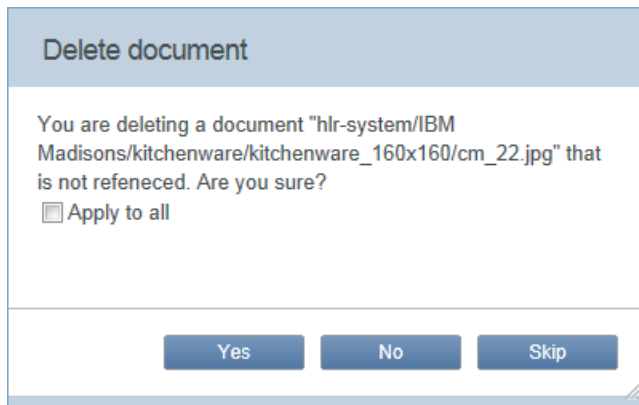 Delete document
You are deleting a document "hlr-system/IBM
Madisons/kitchenware/kitchenware_160x160/cm_22.jpg" that
is not refeneced. Are you sure?
Apply to all
Yes No Skip